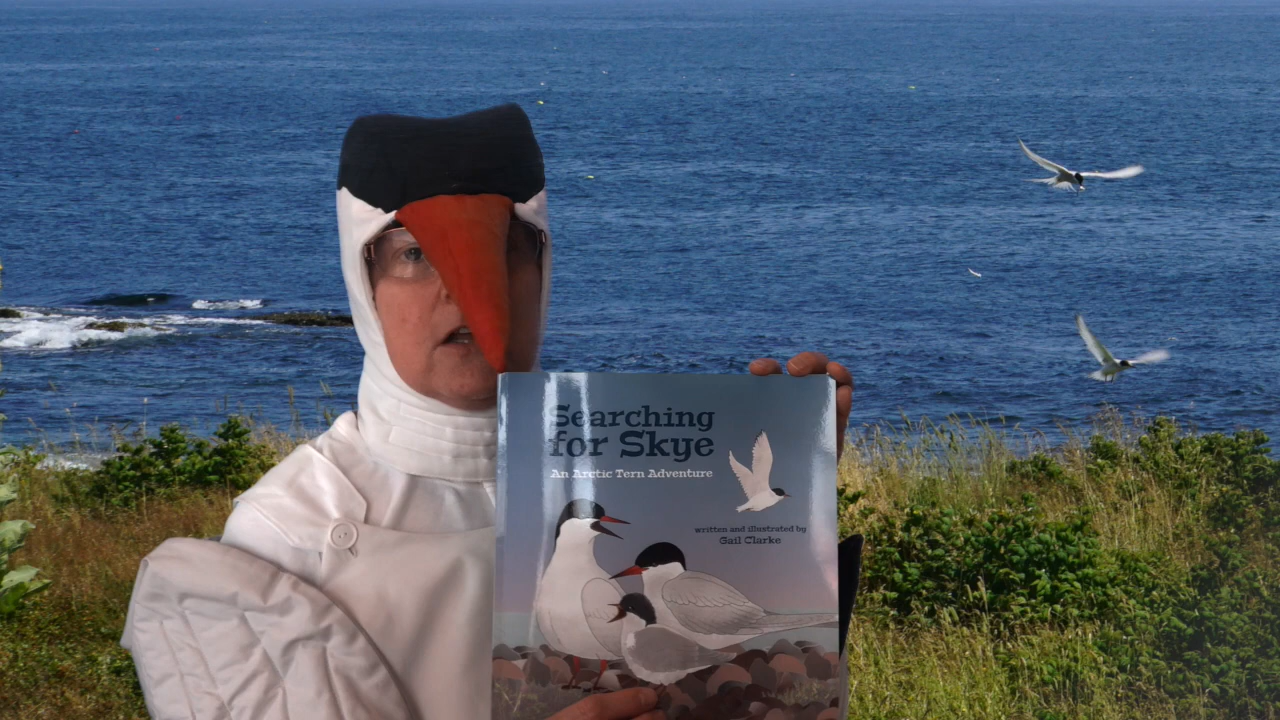 Searching
for Skye
An Arctic Tern Adventure
written and illustrated by
Gail Clarke